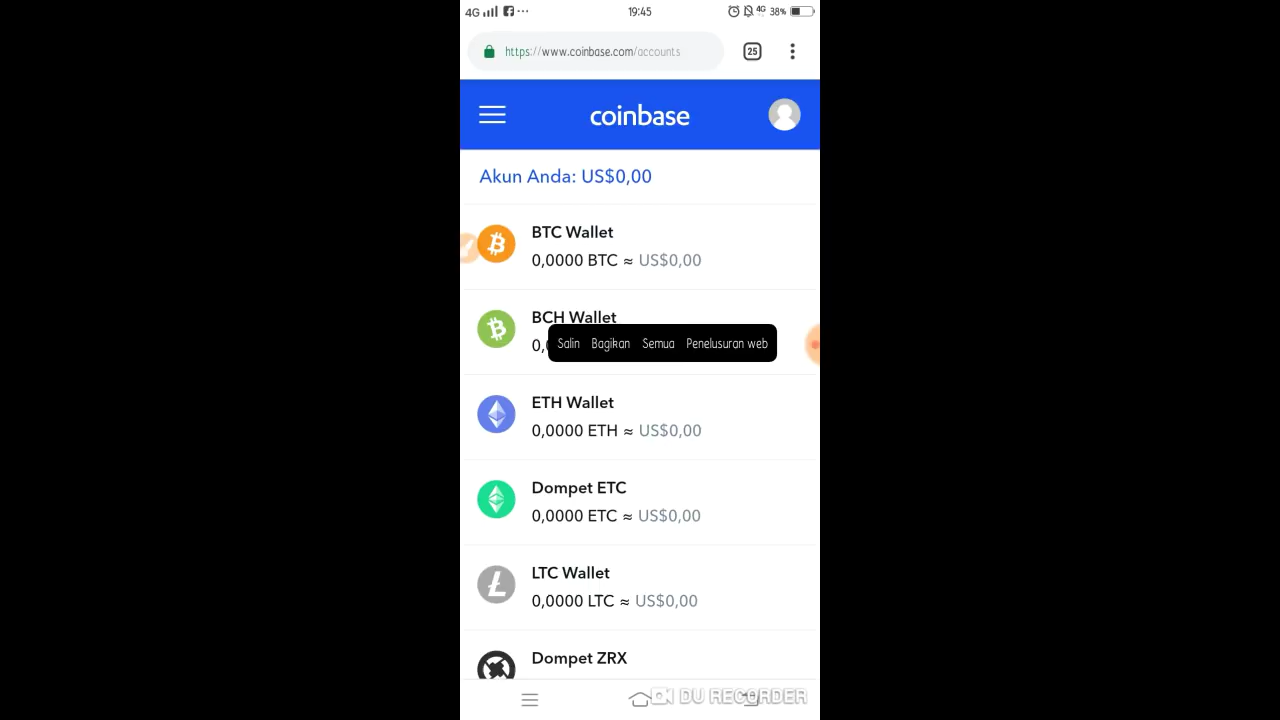 4G 19:45 4G 38%
https://www.coinbase.com/accounts 25
coinbase
Akun Anda: US$0,00
BTC Wallet
0,0000 BTC ≈ US$0,00
BCH Wallet
0,
Salin Bagikan Semua Penelusuran web
ETH Wallet
0,0000 ETH ≈ US$0,00
Dompet ETC
0,0000 ETC ≈ US$0,00
LTC Wallet
0,0000 LTC ≈ US$0,00
Dompet ZRX
DU RECORDER